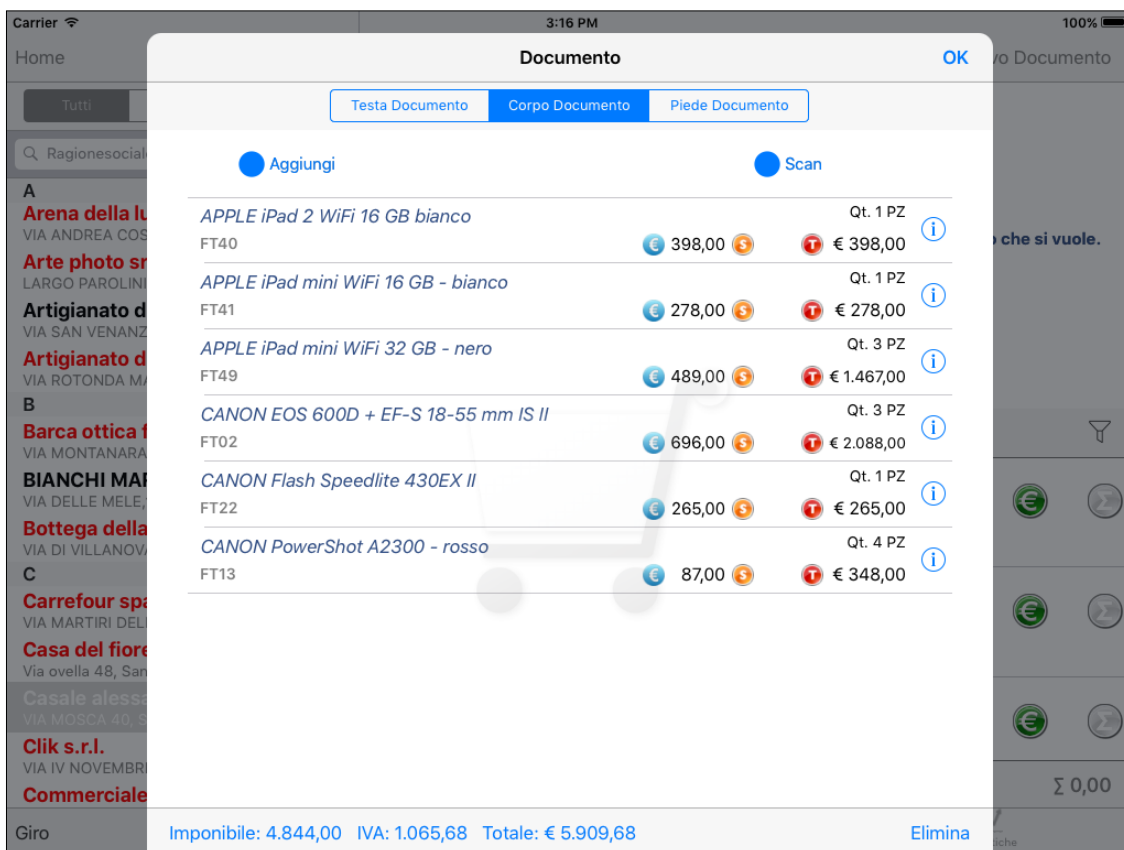 Carrier 3:16 PM 100%
Home Documento OK vo Documento
Tutti Testa Documento Corpo Documento Piede Documento
Ragionesocial
Aggiungi Scan
A
Arena della lu
VIA ANDREA COS
Arte photo sr
LARGO PAROLINI
Artigianato d
VIA SAN VENANZ
Artigianato d
VIA ROTONDA MA
B
Barca ottica f
VIA MONTANARA
BIANCHI MAR
VIA DELLE MELE,
Bottega della
VIA DI VILLANOVA
C
Carrefour spa
VIA MARTIRI DEL
Casa del fiore
Via ovella 48, San
Casale alessa
VIA MOSCA 40, S
Clik s.r.l.
VIA IV NOVEMBR
Commerciale
Giro
APPLE iPad 2 WiFi 16 GB bianco Qt. 1 PZ
FT40 € 398,00 S T € 398,00 i
APPLE iPad mini WiFi 16 GB - bianco Qt. 1 PZ
FT41 € 278,00 S T € 278,00 i
APPLE iPad mini WiFi 32 GB - nero Qt. 3 PZ
FT49 € 489,00 S T € 1.467,00 i
CANON EOS 600D + EF-S 18-55 mm IS II Qt. 3 PZ
FT02 € 696,00 S T € 2.088,00 i
CANON Flash Speedlite 430EX II Qt. 1 PZ
FT22 € 265,00 S T € 265,00 i
CANON PowerShot A2300 - rosso Qt. 4 PZ
FT13 € 87,00 S T € 348,00 i
Imponibile: 4.844,00 IVA: 1.065,68 Totale: € 5.909,68 Elimina
o che si vuole.
€ Σ
€ Σ
€ Σ
∑ 0,00
iche